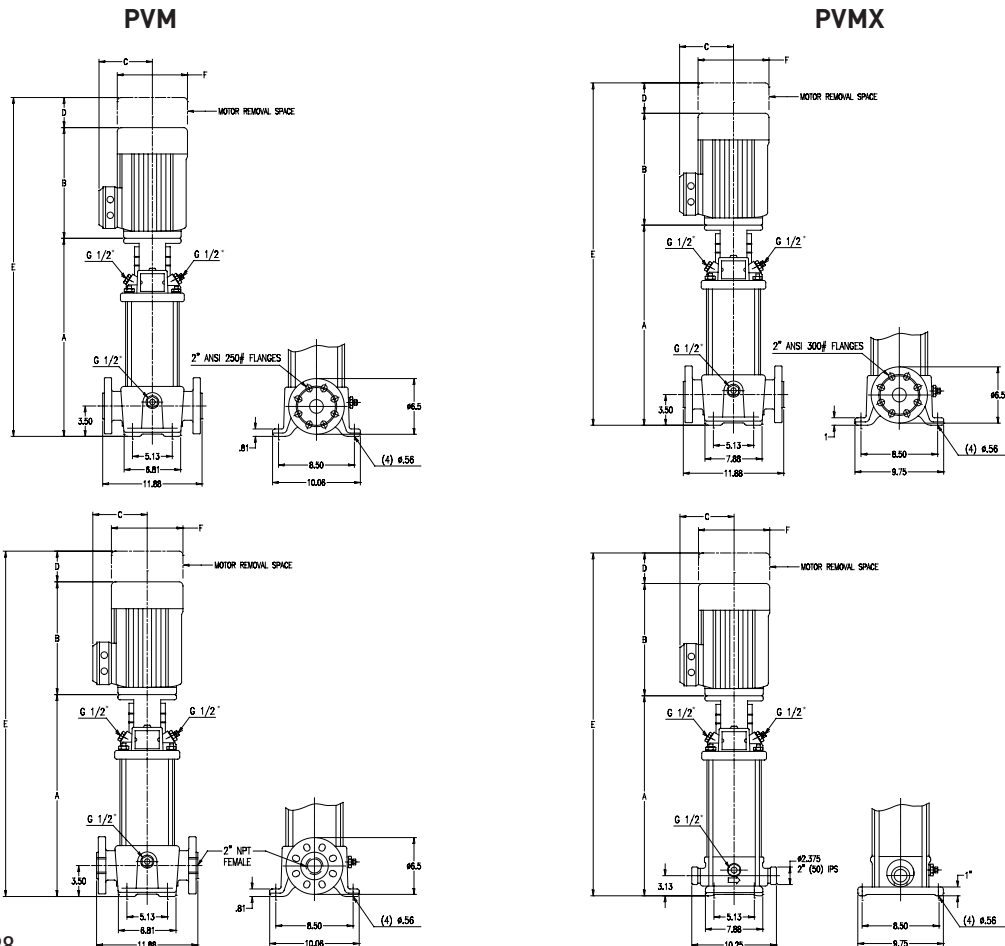 PVM
PVMX
C
F
MOTOR REMOVAL SPACE
D
B
E
G 1/2"
G 1/2"
A
G 1/2"
2" ANSI 250# FLANGES
3.50
ø6.5
.81
5.13
6.81
11.88
8.50
10.06
(4) ø.56
C
F
MOTOR REMOVAL SPACE
D
B
E
G 1/2"
G 1/2"
A
G 1/2"
2" ANSI 300# FLANGES
3.50
ø6.5
1
5.13
7.88
11.88
8.50
9.75
(4) ø.56
C
F
MOTOR REMOVAL SPACE
D
B
E
G 1/2"
G 1/2"
A
G 1/2"
2" NPT
FEMALE
3.50
ø6.5
.81
5.13
6.81
11.88
8.50
10.06
(4) ø.56
C
F
MOTOR REMOVAL SPACE
D
B
E
G 1/2"
G 1/2"
A
G 1/2"
ø2.375
2" (50) IPS
3.13
1"
5.13
7.88
10.25
8.50
9.75
(4) ø.56